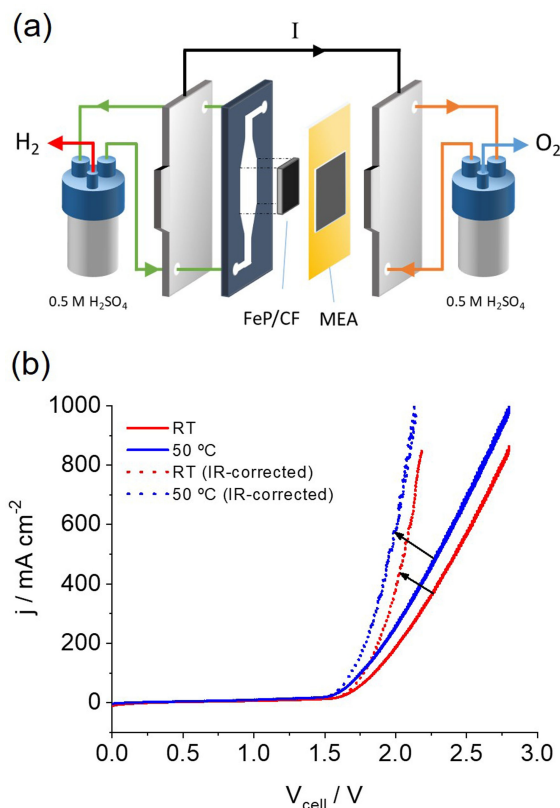 (a)
I
H₂
O₂
0.5 M H₂SO₄
FeP/CF
MEA
0.5 M H₂SO₄
(b)
1000
800
600
400
200
0
j / mA cm⁻²
RT
50 ºC
RT (IR-corrected)
50 ºC (IR-corrected)
0.0
0.5
1.0
1.5
2.0
2.5
3.0
V_cell / V